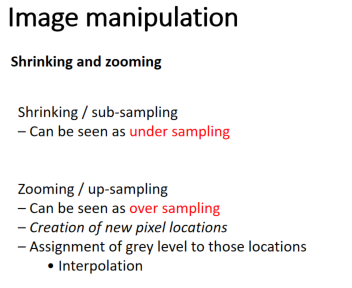 Image manipulation
Shrinking and zooming
Shrinking / sub-sampling
– Can be seen as under sampling
Zooming / up-sampling
– Can be seen as over sampling
– Creation of new pixel locations
– Assignment of grey level to those locations
• Interpolation